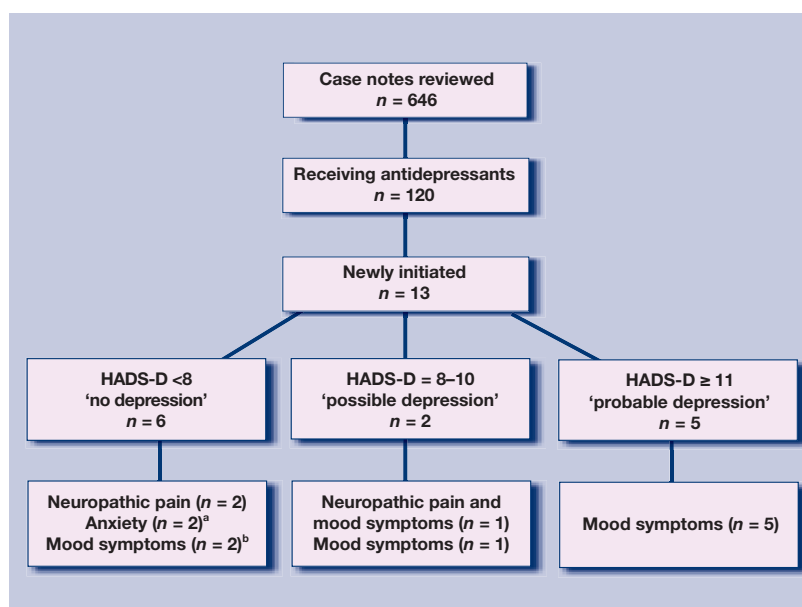 Case notes reviewed
n = 646
Receiving antidepressants
n = 120
Newly initiated
n = 13
HADS-D <8
‘no depression’
n = 6
HADS-D = 8–10
‘possible depression’
n = 2
HADS-D ≥ 11
‘probable depression’
n = 5
Neuropathic pain (n = 2)
Anxiety (n = 2)a
Mood symptoms (n = 2)b
Neuropathic pain and
mood symptoms (n = 1)
Mood symptoms (n = 1)
Mood symptoms (n = 5)